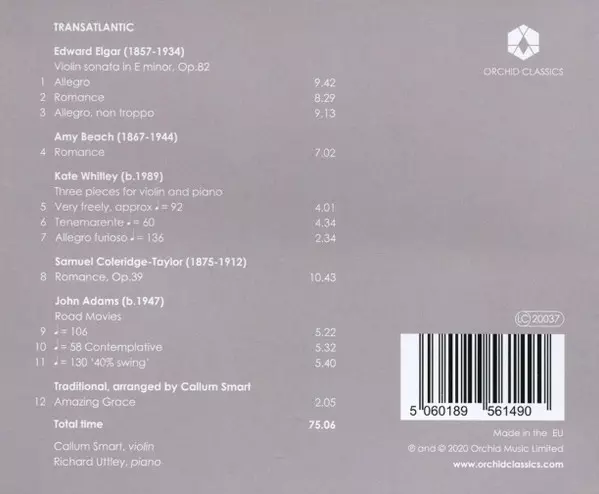 TRANSATLANTIC
Edward Elgar (1857-1934)
Violin sonata in E minor, Op.82
1 Allegro 9.42
2 Romance 8.29
3 Allegro, non troppo 9.13
Amy Beach (1867-1944)
4 Romance 7.02
Kate Whitley (b.1989)
Three pieces for violin and piano
5 Very freely, approx ♩= 92 4.01
6 Tenemarente ♩= 60 4.34
7 Allegro furioso ♩= 136 2.34
Samuel Coleridge-Taylor (1875-1912)
8 Romance, Op.39 10.43
John Adams (b.1947)
Road Movies
9 ♩= 106 5.22
10 ♩= 58 Contemplative 5.32
11 ♩= 130 '40% swing' 5.40
Traditional, arranged by Callum Smart
12 Amazing Grace 2.05
Total time 75.06
Callum Smart, violin
Richard Uttley, piano
ORCHID CLASSICS
LC 20037
5 060189 561490
Made in the EU
℗ and © 2020 Orchid Music Limited
www.orchidclassics.com